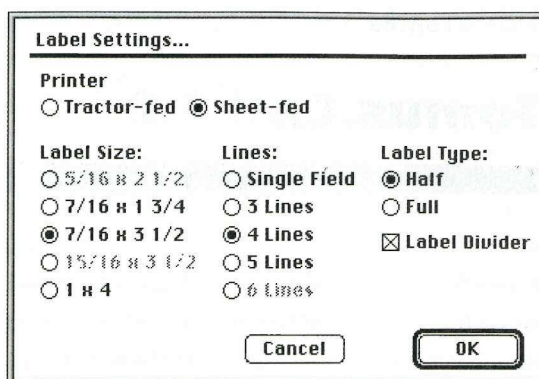 Label Settings...
Printer
Tractor-fed Sheet-fed
Label Size:
5/16 x 2 1/2
7/16 x 1 3/4
7/16 x 3 1/2
15/16 x 3 1/2
1 x 4
Lines:
Single Field
3 Lines
4 Lines
5 Lines
6 Lines
Label Type:
Half
Full
Label Divider
Cancel OK